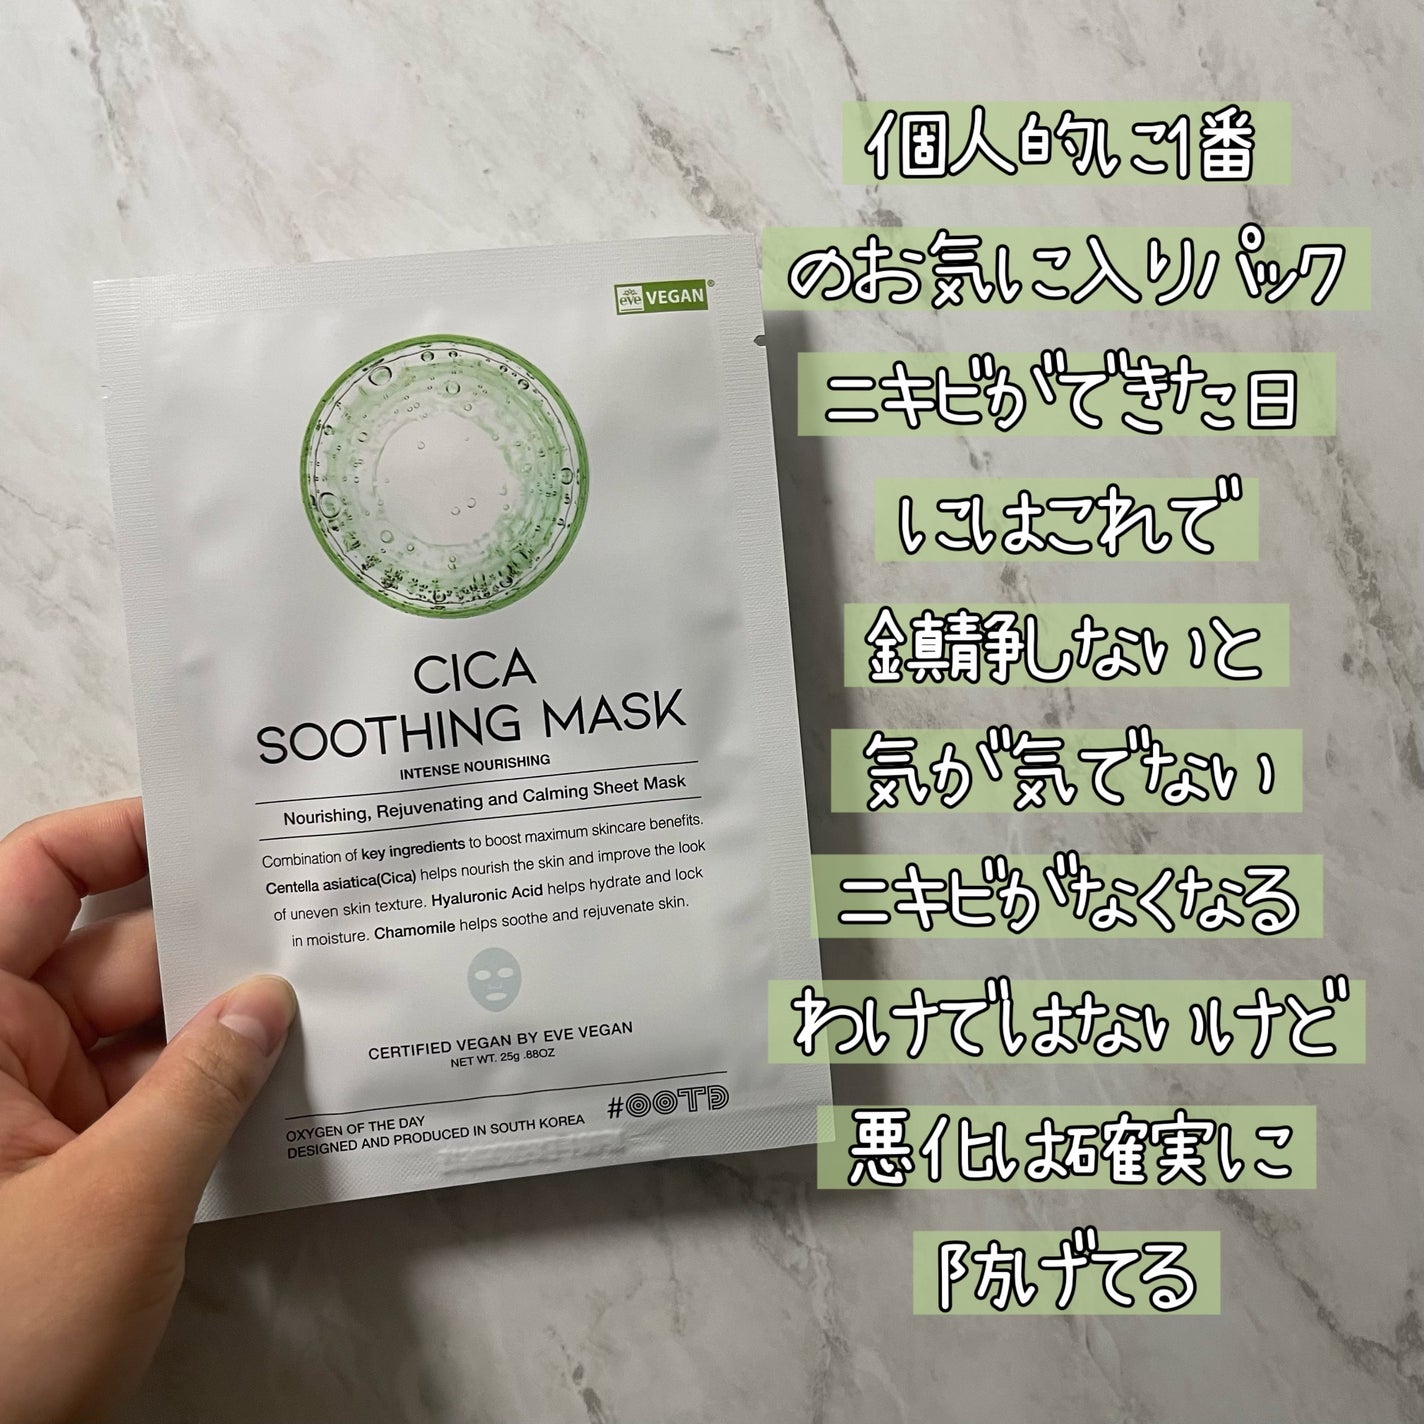 eve VEGAN®
CICA
SOOTHING MASK
INTENSE NOURISHING
Nourishing, Rejuvenating and Calming Sheet Mask
Combination of key ingredients to boost maximum skincare benefits.
Centella asiatica(Cica) helps nourish the skin and improve the look
of uneven skin texture. Hyaluronic Acid helps hydrate and lock
in moisture. Chamomile helps soothe and rejuvenate skin.
CERTIFIED VEGAN BY EVE VEGAN
NET WT. 25g .88OZ
OXYGEN OF THE DAY
DESIGNED AND PRODUCED IN SOUTH KOREA
#OOTD
個人的に1番
のお気に入りパック
ニキビができた日
にはこれで
鎮静しないと
気が気でない
ニキビがなくなる
わけではないけど
悪化は確実に
防げてる